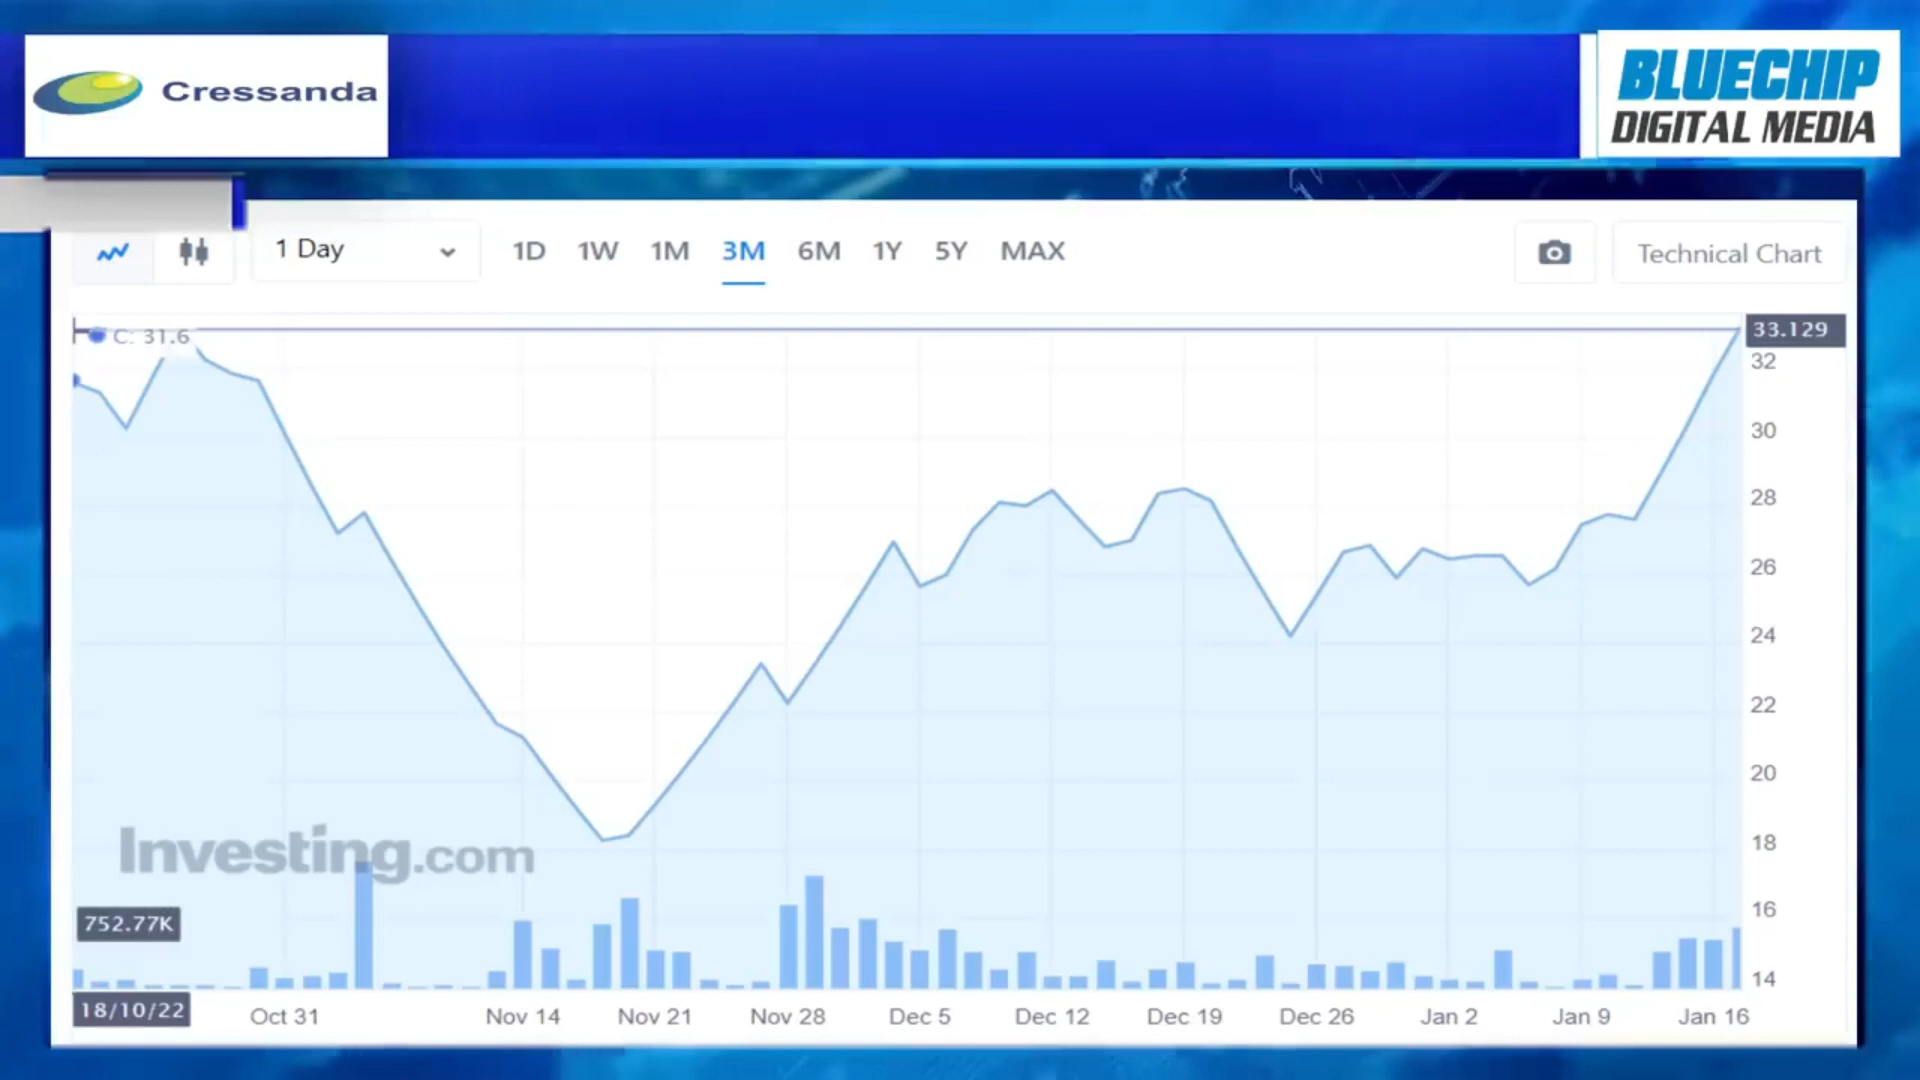 Cressanda
BLUECHIP
DIGITAL MEDIA
1 Day
1D 1W 1M 3M 6M 1Y 5Y MAX
Technical Chart
C: 31.6
33.129
32
30
28
26
24
22
20
18
16
14
Investing.com
752.77K
18/10/22
Oct 31
Nov 14
Nov 21
Nov 28
Dec 5
Dec 12
Dec 19
Dec 26
Jan 2
Jan 9
Jan 16